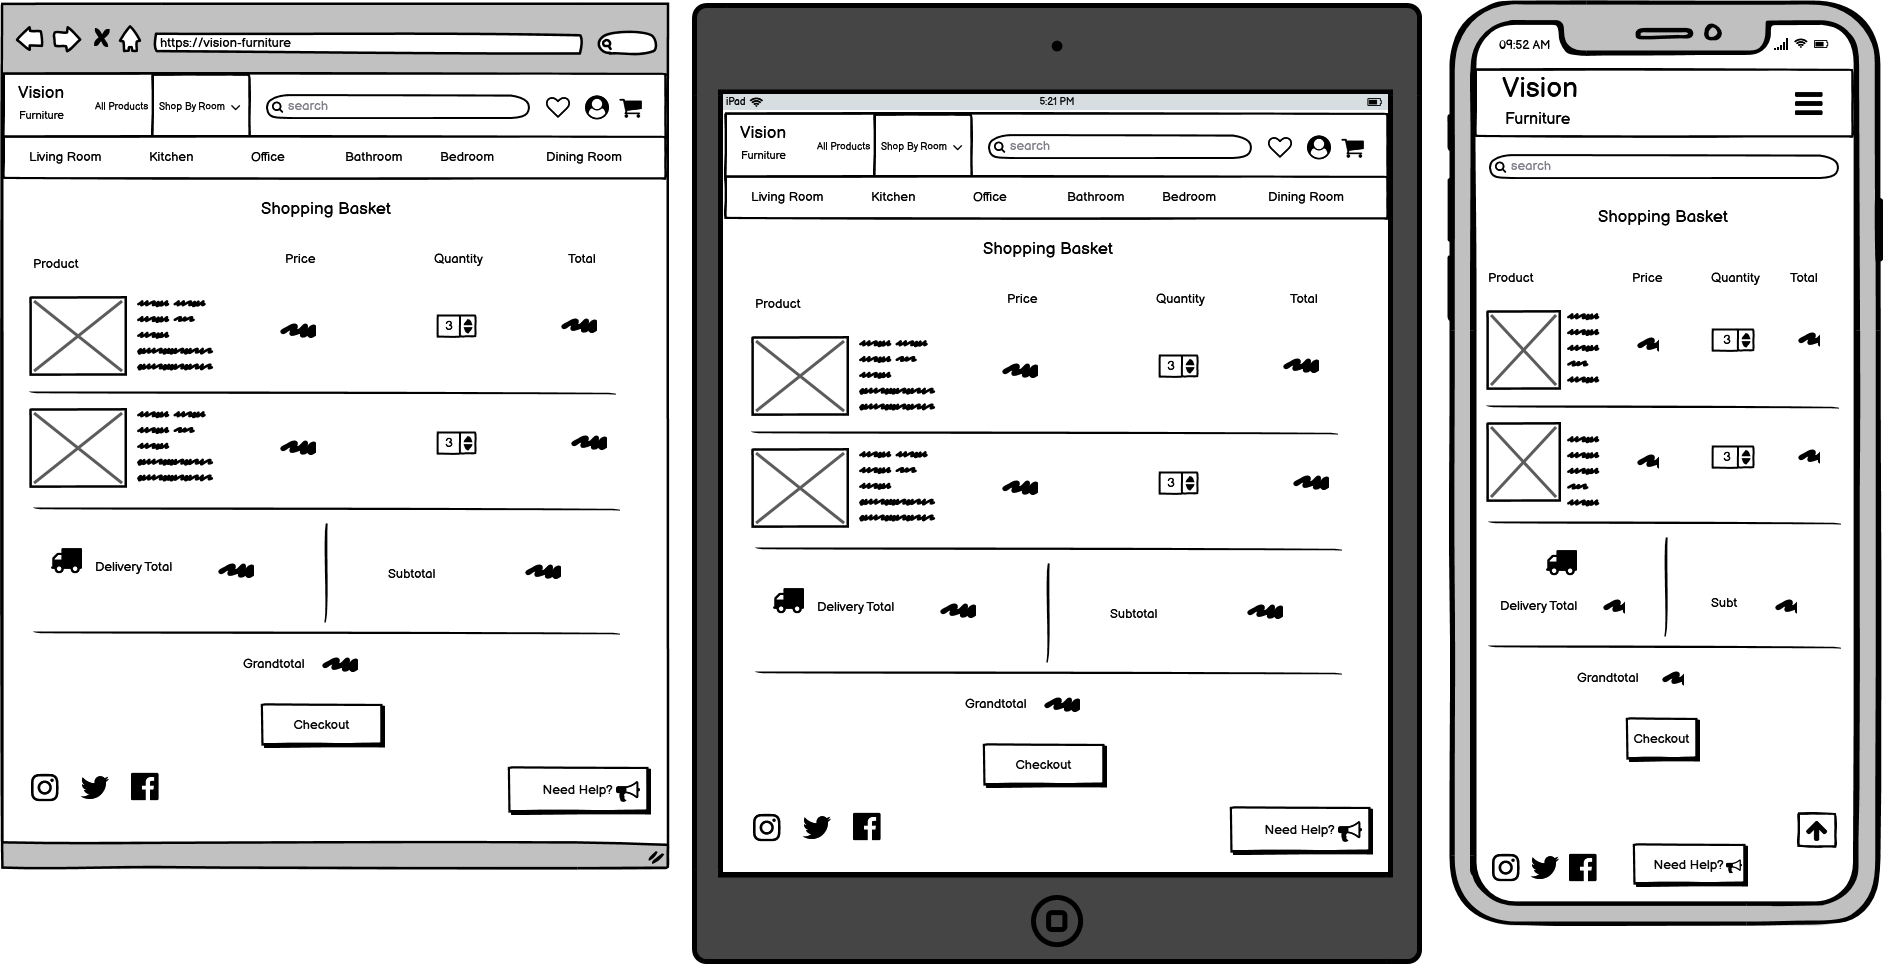 https://vision-furniture
Vision
Furniture
All Products
Shop By Room
search
Living Room Kitchen Office Bathroom Bedroom Dining Room
Shopping Basket
Product Price Quantity Total
3
3
Delivery Total Subtotal
Grandtotal
Checkout
Need Help?
iPad 5:21 PM
Vision
Furniture
All Products
Shop By Room
search
Living Room Kitchen Office Bathroom Bedroom Dining Room
Shopping Basket
Product Price Quantity Total
3
3
Delivery Total Subtotal
Grandtotal
Checkout
Need Help?
09:52 AM
Vision
Furniture
search
Shopping Basket
Product Price Quantity Total
3
3
Delivery Total Subt
Grandtotal
Checkout
Need Help?